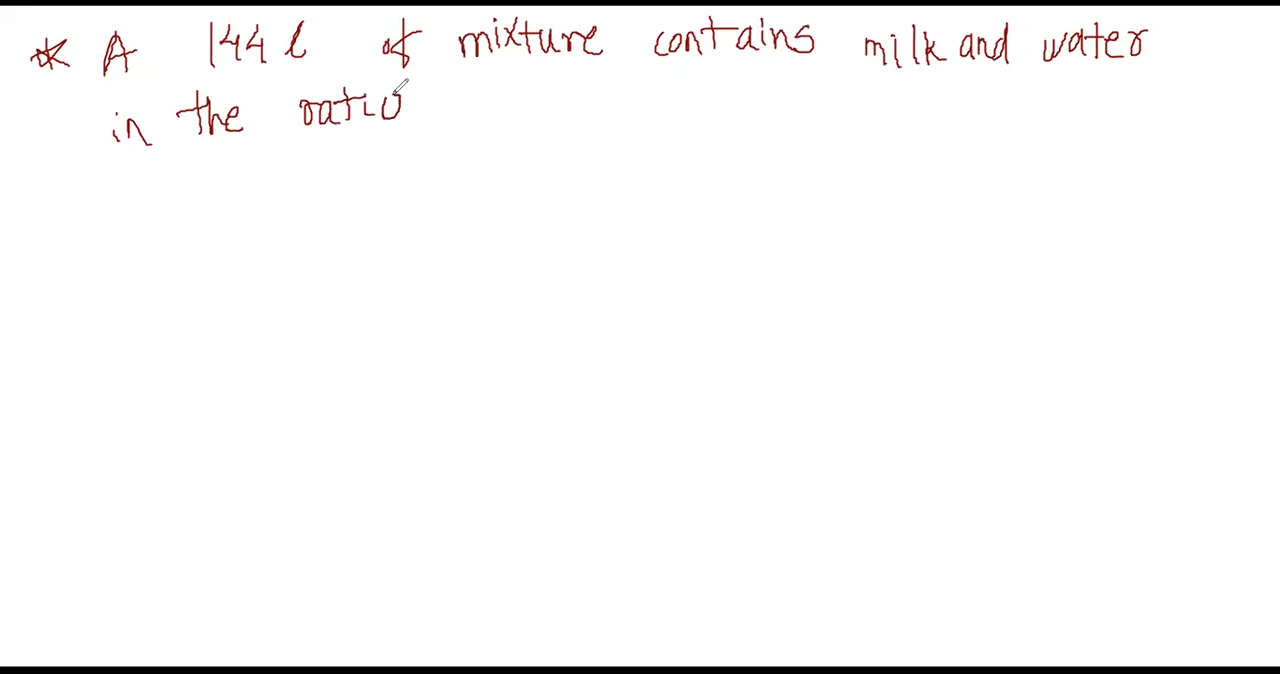 * A 144 l of mixture contains milk and water
in the ratio